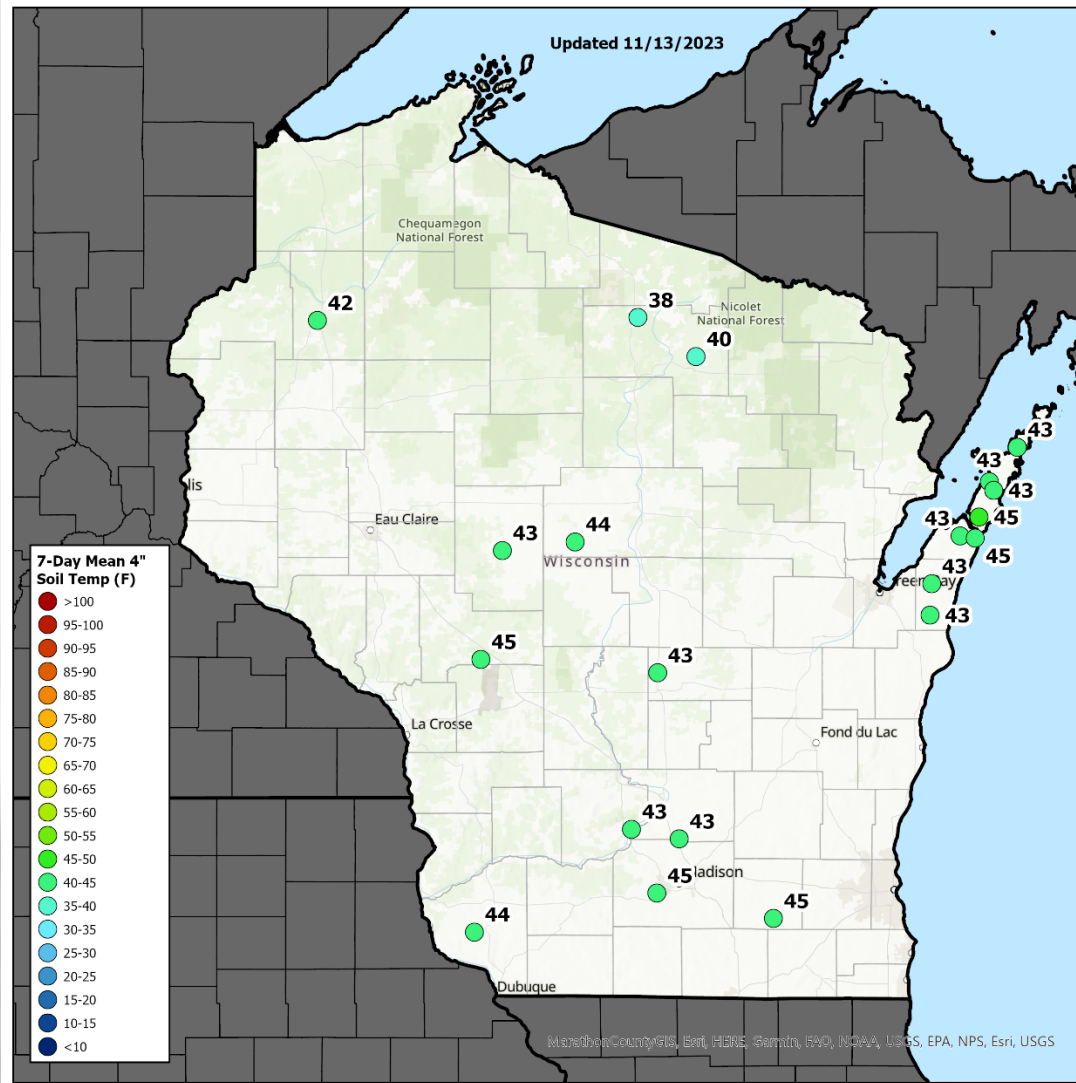 Updated 11/13/2023
Chequamegon
National Forest
42
38
Nicolet
National Forest
40
43
43
43
lis
Eau Claire
45
43
44
43
45
Wisconsin
43
reen Bay
43
45
43
La Crosse
Fond du Lac
43
43
45
Madison
45
44
Dubuque
7-Day Mean 4"
Soil Temp (F)
>100
95-100
90-95
85-90
80-85
75-80
70-75
65-70
60-65
55-60
50-55
45-50
40-45
35-40
30-35
25-30
20-25
15-20
10-15
<10
MarathonCountyGIS, Esri, HERE, Garmin, FAO, NOAA, USGS, EPA, NPS, Esri, USGS